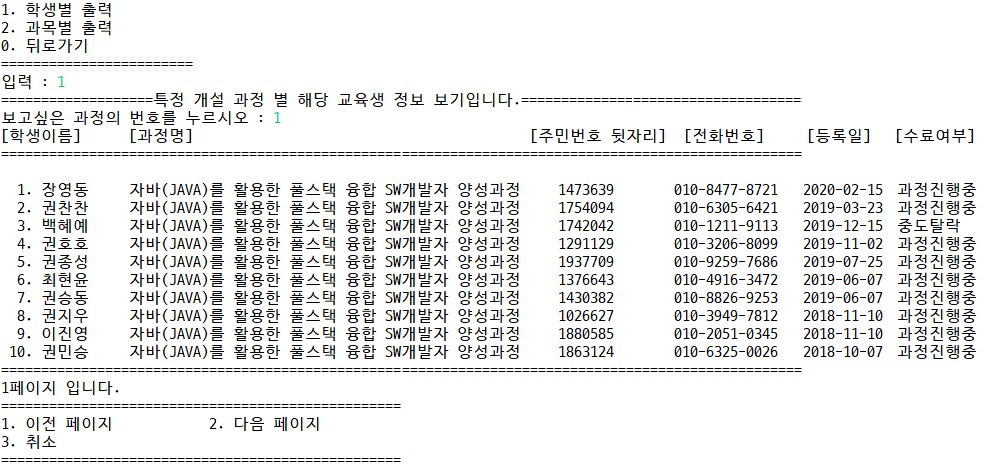 1. 학생별 출력
2. 과목별 출력
0. 뒤로가기
========================
입력 : 1
===================특정 개설 과정 별 해당 교육생 정보 보기입니다.===================================
보고싶은 과정의 번호를 누르시오 : 1
[학생이름] [과정명] [주민번호 뒷자리] [전화번호] [등록일] [수료여부]
====================================================================================================
1. 장영동 자바(JAVA)를 활용한 풀스택 융합 SW개발자 양성과정 1473639 010-8477-8721 2020-02-15 과정진행중
2. 권찬찬 자바(JAVA)를 활용한 풀스택 융합 SW개발자 양성과정 1754094 010-6305-6421 2019-03-23 과정진행중
3. 백혜예 자바(JAVA)를 활용한 풀스택 융합 SW개발자 양성과정 1742042 010-1211-9113 2019-12-15 중도탈락
4. 권호호 자바(JAVA)를 활용한 풀스택 융합 SW개발자 양성과정 1291129 010-3206-8099 2019-11-02 과정진행중
5. 권종성 자바(JAVA)를 활용한 풀스택 융합 SW개발자 양성과정 1937709 010-9259-7686 2019-07-25 과정진행중
6. 최현윤 자바(JAVA)를 활용한 풀스택 융합 SW개발자 양성과정 1376643 010-4916-3472 2019-06-07 과정진행중
7. 권승동 자바(JAVA)를 활용한 풀스택 융합 SW개발자 양성과정 1430382 010-8826-9253 2019-06-07 과정진행중
8. 권지우 자바(JAVA)를 활용한 풀스택 융합 SW개발자 양성과정 1026627 010-3949-7812 2018-11-10 과정진행중
9. 이진영 자바(JAVA)를 활용한 풀스택 융합 SW개발자 양성과정 1880585 010-2051-0345 2018-11-10 과정진행중
10. 권민승 자바(JAVA)를 활용한 풀스택 융합 SW개발자 양성과정 1863124 010-6325-0026 2018-10-07 과정진행중
====================================================================================================
1페이지 입니다.
==================================================
1. 이전 페이지 2. 다음 페이지
3. 취소
==================================================